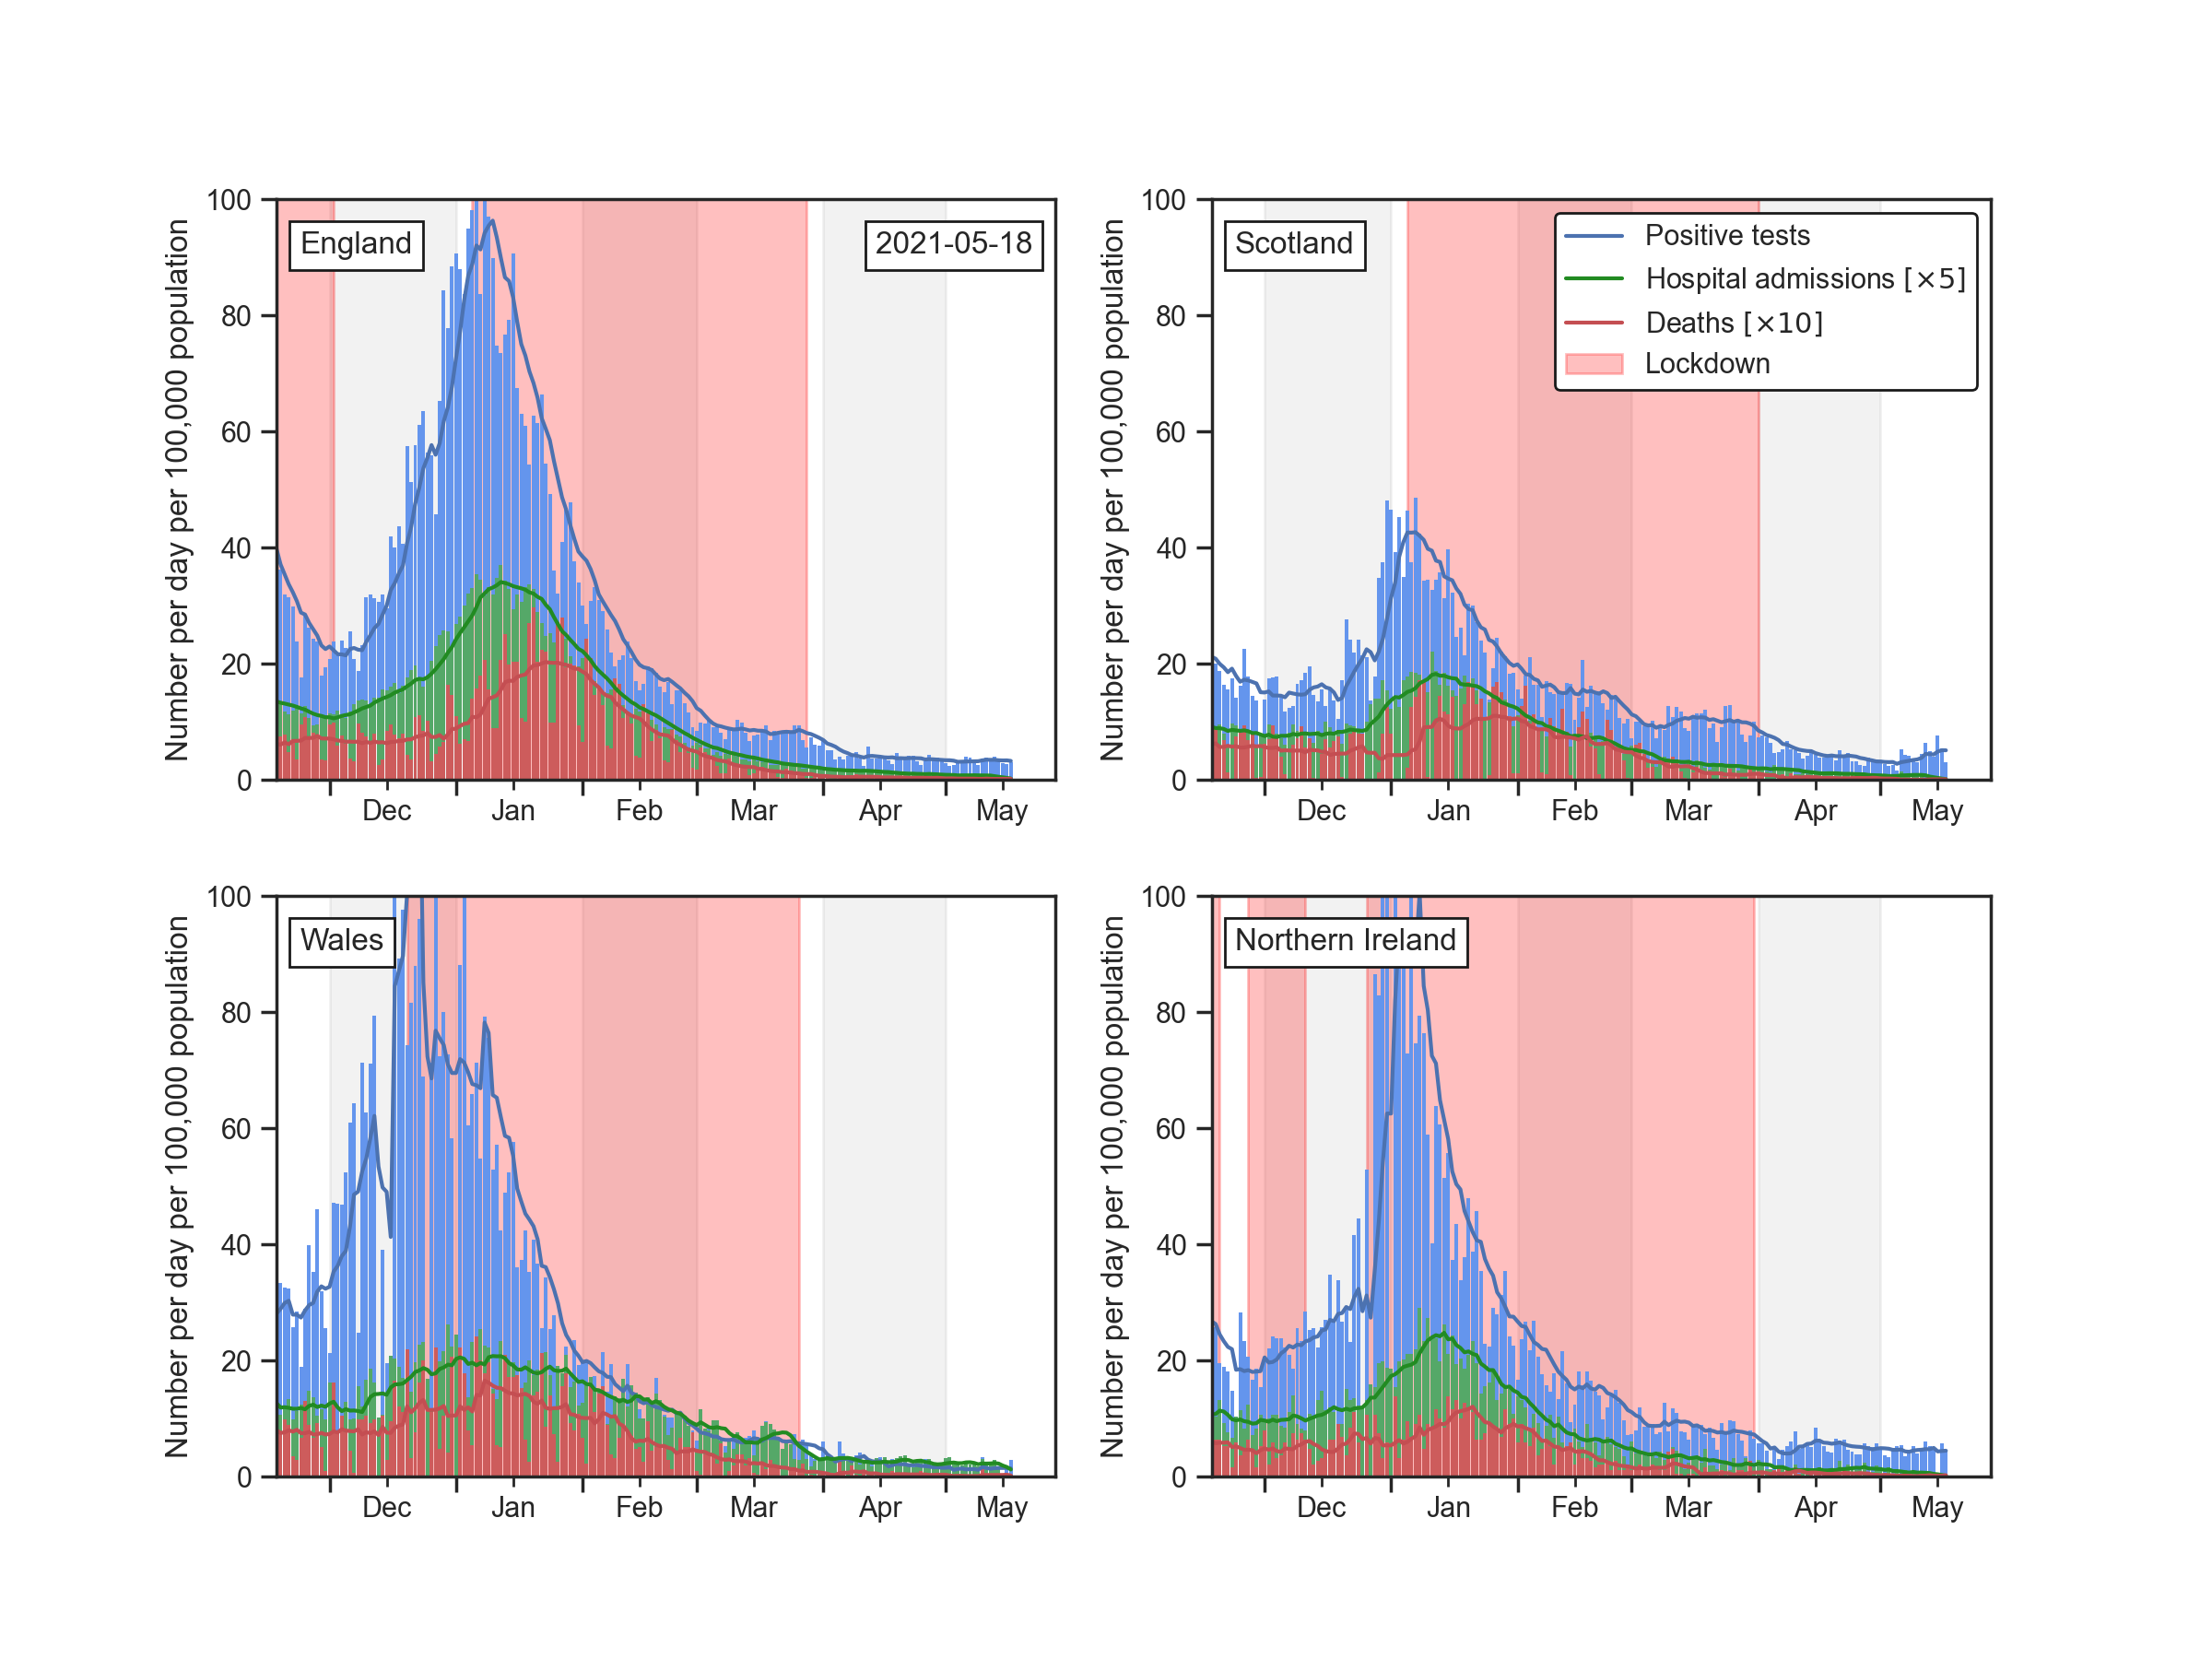 England
2021-05-18
Number per day per 100,000 population
100
80
60
40
20
0
Dec Jan Feb Mar Apr May
Scotland
Positive tests
Hospital admissions [×5]
Deaths [×10]
Lockdown
Number per day per 100,000 population
100
80
60
40
20
0
Dec Jan Feb Mar Apr May
Wales
Number per day per 100,000 population
100
80
60
40
20
0
Dec Jan Feb Mar Apr May
Northern Ireland
Number per day per 100,000 population
100
80
60
40
20
0
Dec Jan Feb Mar Apr May